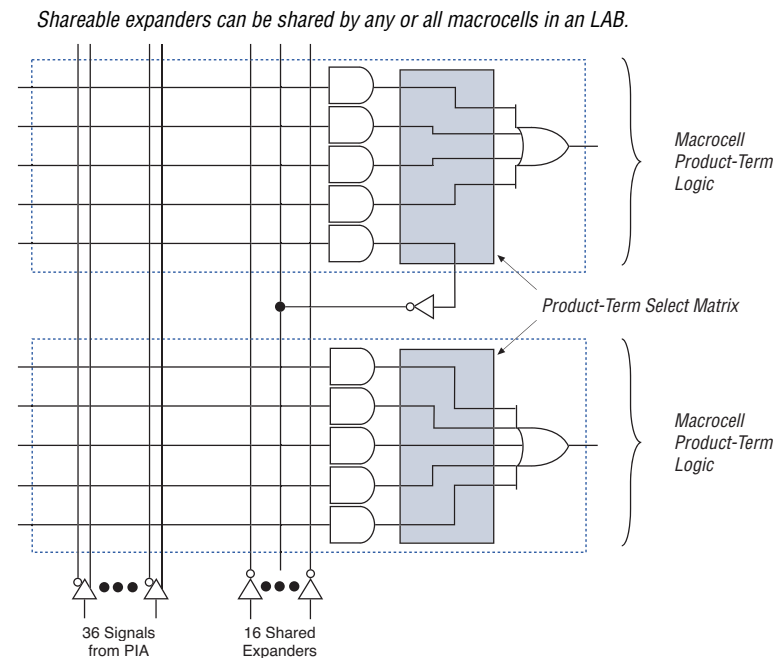 Shareable expanders can be shared by any or all macrocells in an LAB.
Macrocell
Product-Term
Logic
Product-Term Select Matrix
Macrocell
Product-Term
Logic
36 Signals
from PIA
16 Shared
Expanders